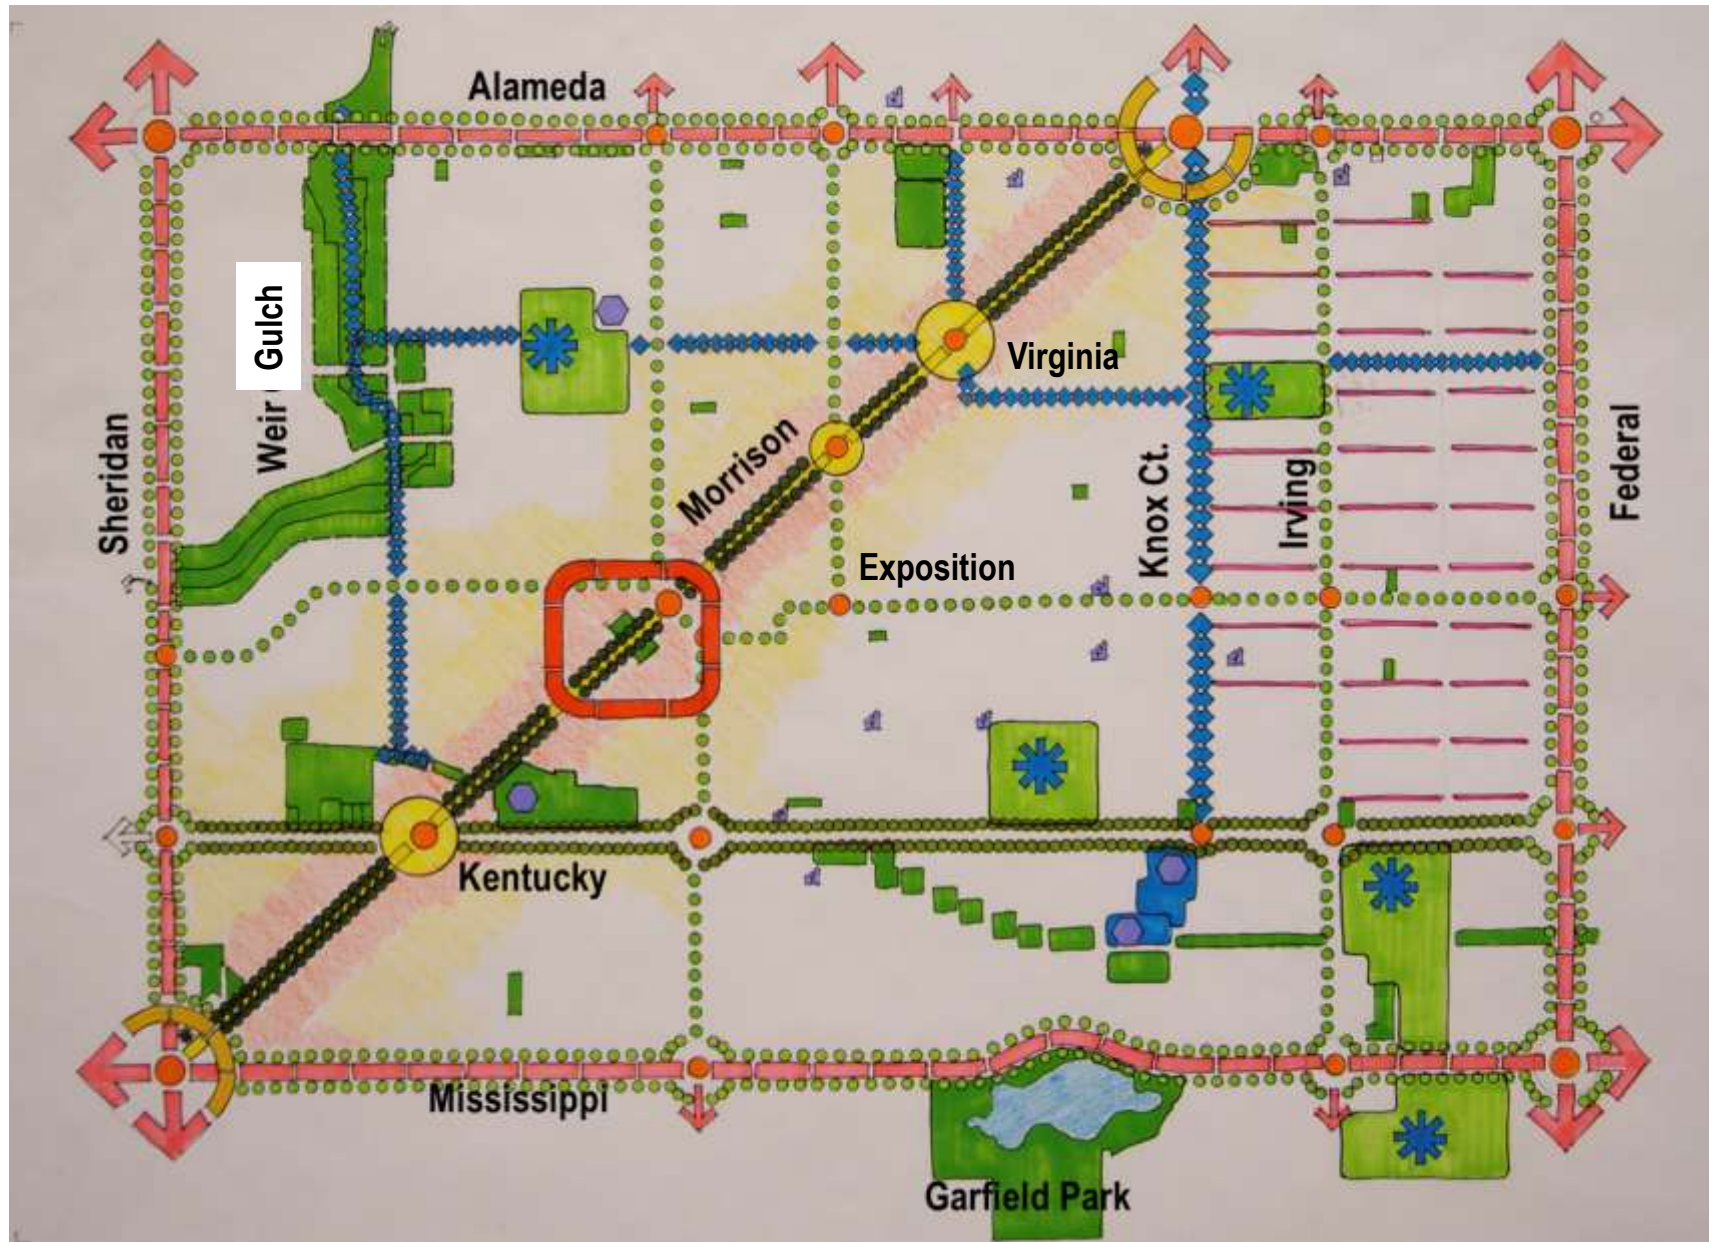 Alameda
Weir Gulch
Virginia
Sheridan
Morrison
Knox Ct.
Irving
Federal
Exposition
Kentucky
Mississippi
Garfield Park